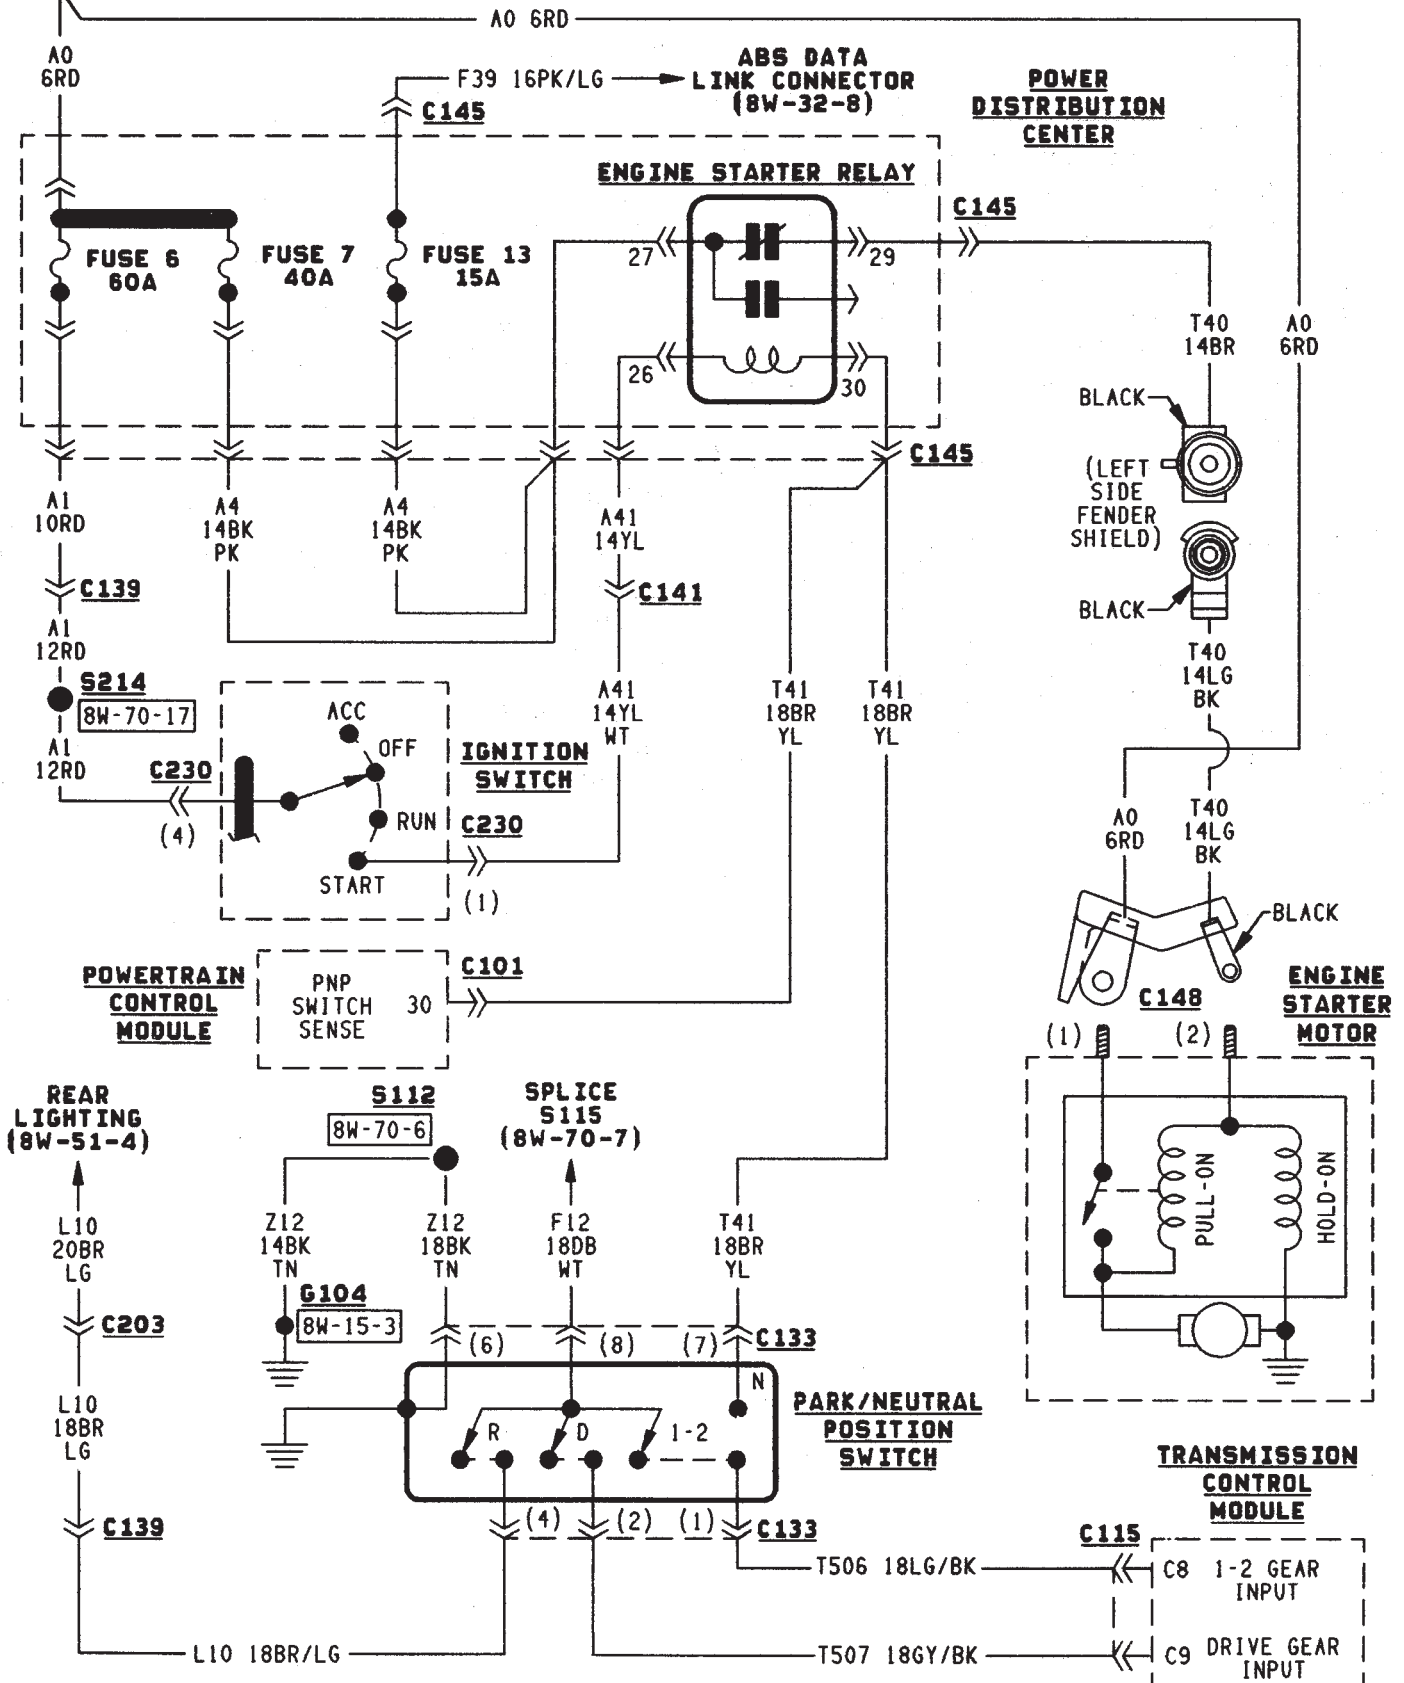 A0 6RD
A0
6RD
F39 16PK/LG
ABS DATA
LINK CONNECTOR
(8W-32-8)
C145
POWER
DISTRIBUTION
CENTER
ENGINE STARTER RELAY
C145
FUSE 6
60A
FUSE 7
40A
FUSE 13
15A
27
29
26
30
T40
14BR
A0
6RD
BLACK
C145
(LEFT
SIDE
FENDER
SHIELD)
BLACK
A1
10RD
A4
14BK
PK
A4
14BK
PK
A41
14YL
C139
C141
A1
12RD
S214
8W-70-17
A1
12RD
C230
(4)
ACC
OFF
RUN
START
IGNITION
SWITCH
C230
(1)
A41
14YL
WT
T41
18BR
YL
T41
18BR
YL
T40
14LG
BK
A0
6RD
T40
14LG
BK
BLACK
C148
(1)
(2)
ENGINE
STARTER
MOTOR
POWERTRAIN
CONTROL
MODULE
PNP
SWITCH
SENSE
30
C101
REAR
LIGHTING
(8W-51-4)
S112
8W-70-6
SPLICE
S115
(8W-70-7)
PULL-ON
HOLD-ON
L10
20BR
LG
Z12
14BK
TN
Z12
18BK
TN
F12
18DB
WT
T41
18BR
YL
C203
G104
8W-15-3
(6)
(8)
(7)
C133
L10
18BR
LG
N
R
D
1-2
PARK/NEUTRAL
POSITION
SWITCH
C139
(4)
(2)
(1)
C133
TRANSMISSION
CONTROL
MODULE
C115
T506 18LG/BK
C8
1-2 GEAR
INPUT
L10 18BR/LG
T507 18GY/BK
C9
DRIVE GEAR
INPUT